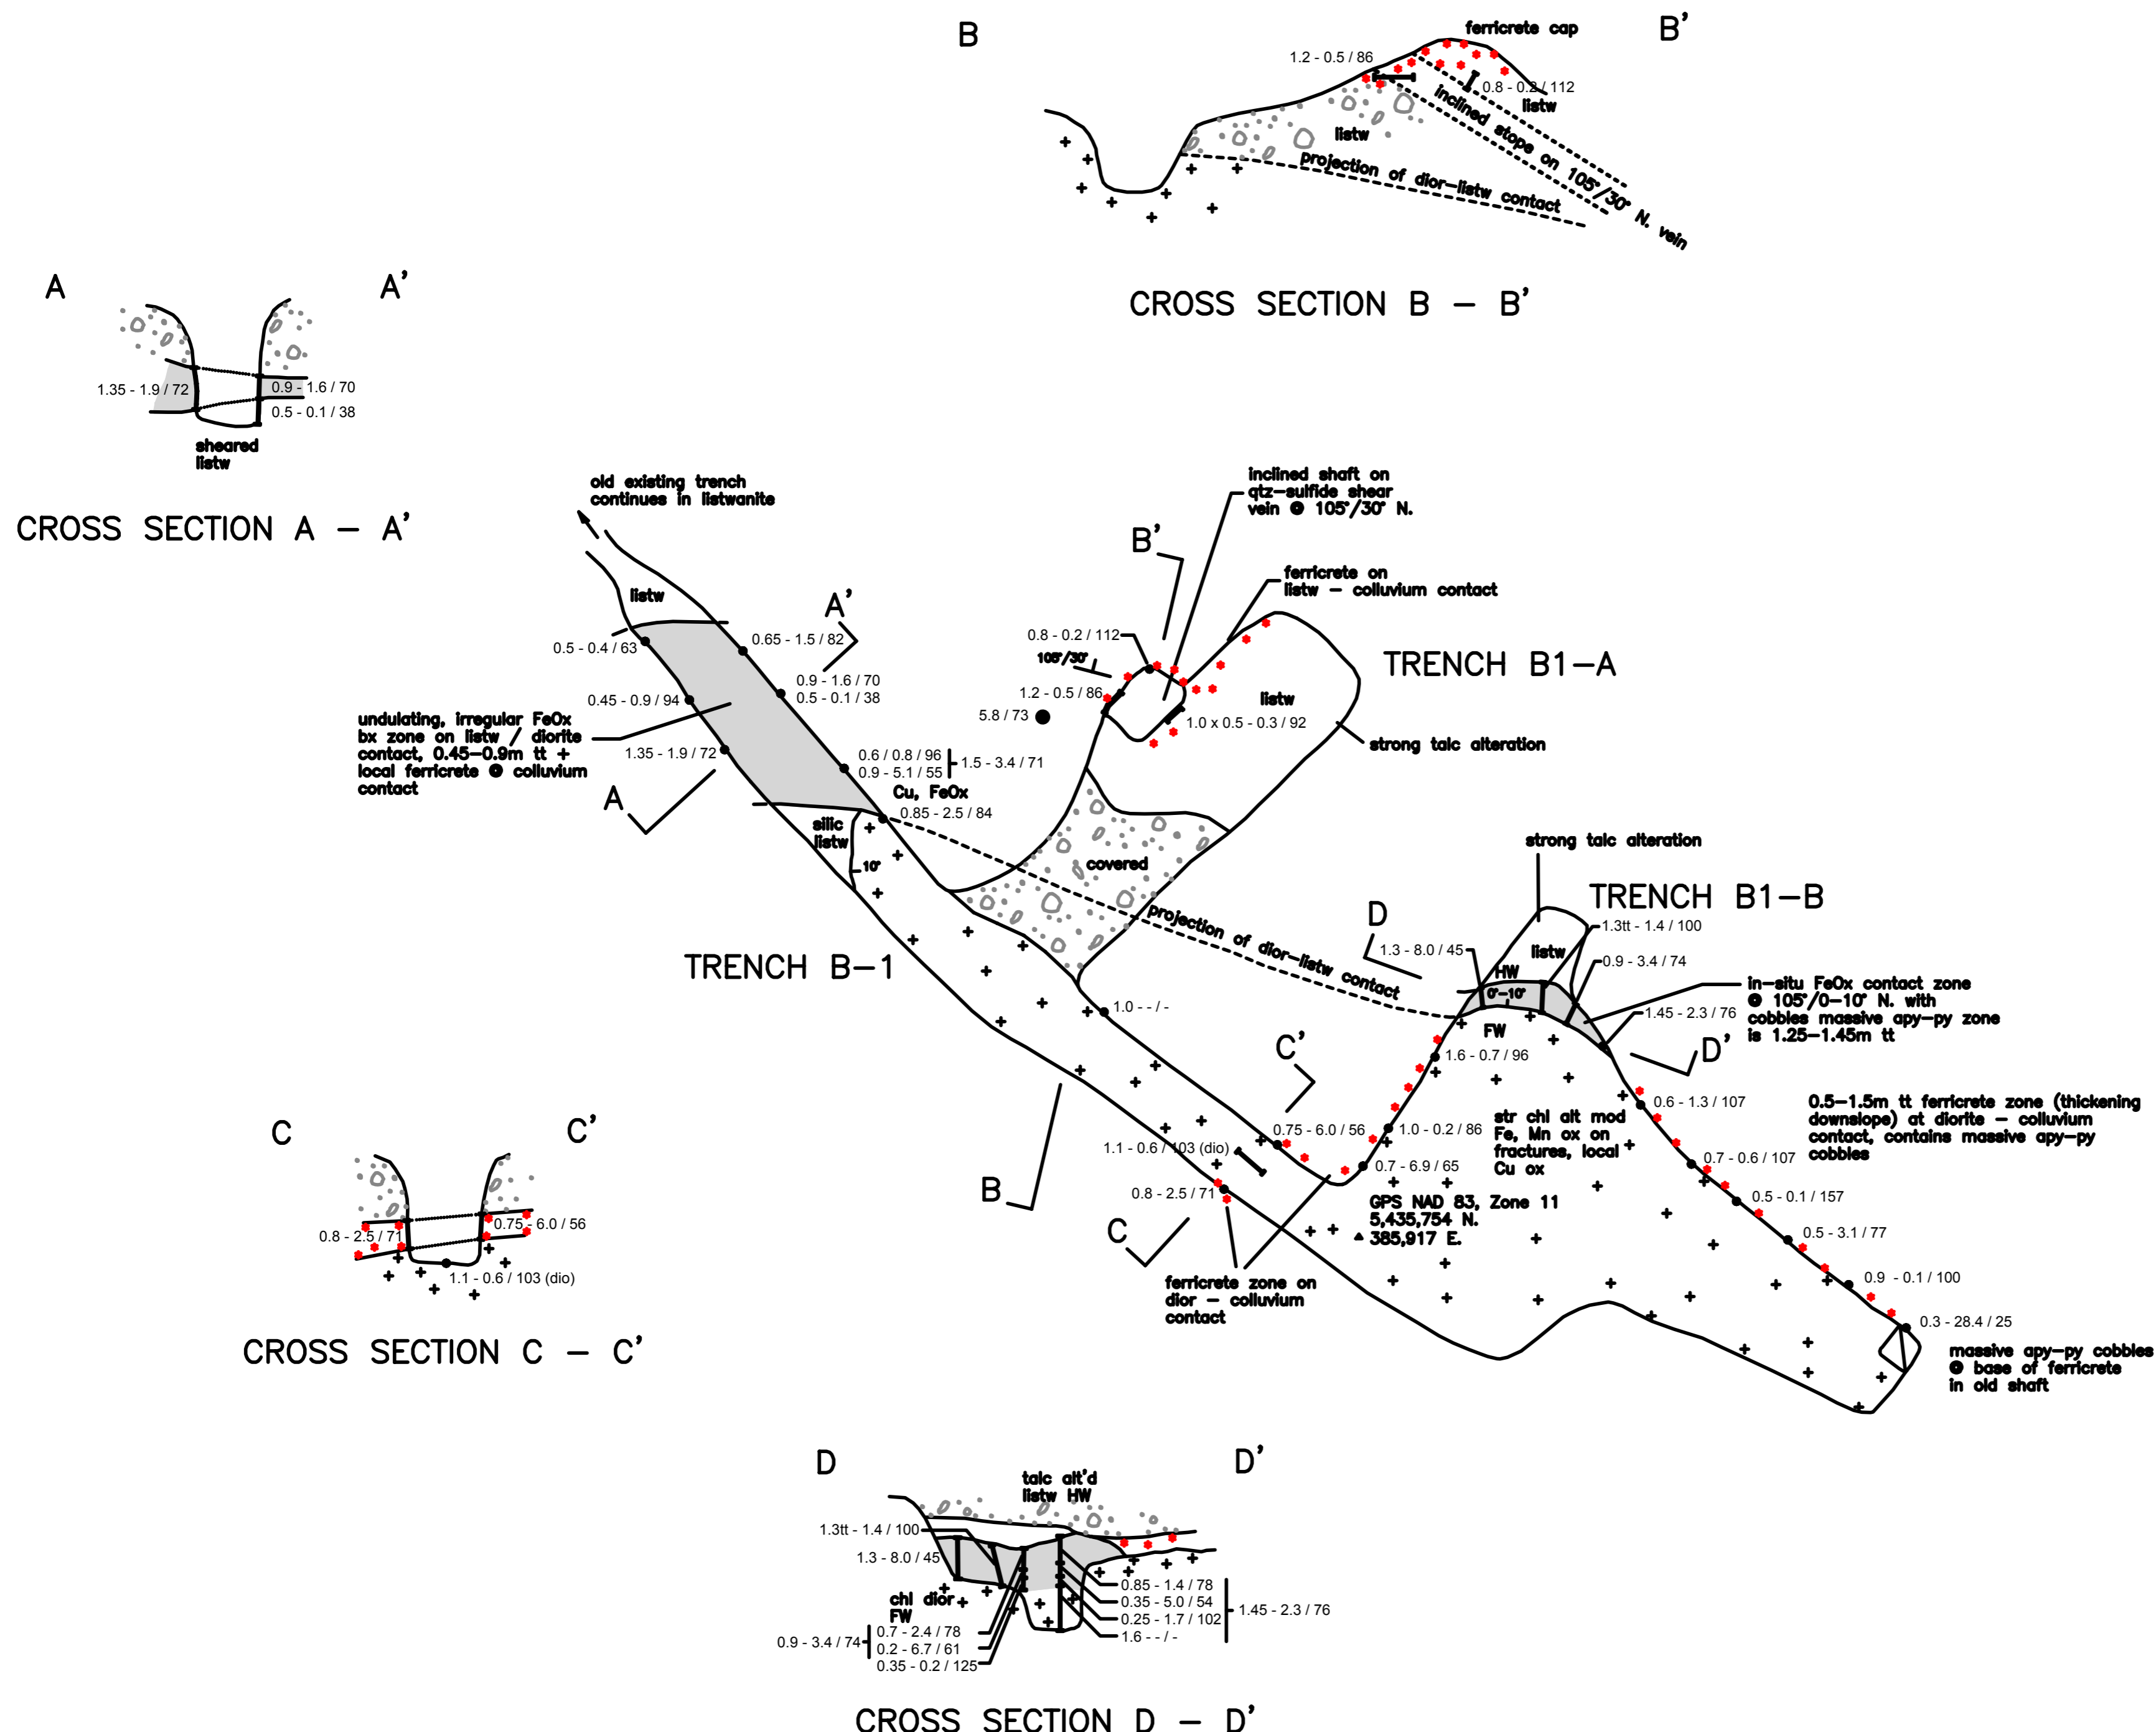 B
B'
ferricrete cap
1.2 - 0.5 / 86
0.8 - 0.2 / 112
listw
listw
inclined stope on 105°/30° N. vein
projection of dior-listw contact
CROSS SECTION B - B'
A
A'
1.35 - 1.9 / 72
0.9 - 1.6 / 70
0.5 - 0.1 / 38
sheared
listw
CROSS SECTION A - A'
old existing trench
continues in listwanite
inclined shaft on
qtz-sulfide shear
vein @ 105°/30° N.
B'
ferricrete on
listw - colluvium contact
listw
A'
0.5 - 0.4 / 63
0.65 - 1.5 / 82
0.8 - 0.2 / 112
105°/30°
TRENCH B1-A
0.9 - 1.6 / 70
0.5 - 0.1 / 38
0.45 - 0.9 / 94
1.2 - 0.5 / 86
listw
5.8 / 73
1.0 x 0.5 - 0.3 / 92
undulating, irregular FeOx
bx zone on listw / diorite
contact, 0.45-0.9m tt +
local ferricrete @ colluvium
contact
1.35 - 1.9 / 72
strong talc alteration
0.6 / 0.8 / 96
0.9 - 5.1 / 55
1.5 - 3.4 / 71
Cu, FeOx
A
0.85 - 2.5 / 84
silic
listw
10°
covered
strong talc alteration
TRENCH B1-B
projection of dior-listw contact
D
1.3tt - 1.4 / 100
1.3 - 8.0 / 45
listw
0.9 - 3.4 / 74
TRENCH B-1
HW
0°-10°
FW
in-situ FeOx contact zone
@ 105°/0-10° N. with
cobbles massive apy-py zone
is 1.25-1.45m tt
1.45 - 2.3 / 76
1.0 - - / -
D'
C'
1.6 - 0.7 / 96
0.6 - 1.3 / 107
0.5-1.5m tt ferricrete zone (thickening
downslope) at diorite - colluvium
contact, contains massive apy-py
cobbles
str chl alt mod
Fe, Mn ox on
fractures, local
Cu ox
0.75 - 6.0 / 56
1.0 - 0.2 / 86
1.1 - 0.6 / 103 (dio)
0.7 - 0.6 / 107
0.7 - 6.9 / 65
B
0.8 - 2.5 / 71
0.5 - 0.1 / 157
GPS NAD 83, Zone 11
5,435,754 N.
385,917 E.
C
0.5 - 3.1 / 77
0.9 - 0.1 / 100
ferricrete zone on
dior - colluvium
contact
0.3 - 28.4 / 25
massive apy-py cobbles
@ base of ferricrete
in old shaft
C
C'
0.8 - 2.5 / 71
0.75 - 6.0 / 56
1.1 - 0.6 / 103 (dio)
CROSS SECTION C - C'
D
D'
talc alt'd
listw HW
1.3tt - 1.4 / 100
1.3 - 8.0 / 45
chl dior
FW
0.9 - 3.4 / 74
0.7 - 2.4 / 78
0.2 - 6.7 / 61
0.35 - 0.2 / 125
0.85 - 1.4 / 78
0.35 - 5.0 / 54
0.25 - 1.7 / 102
1.6 - - / -
1.45 - 2.3 / 76
CROSS SECTION D - D'